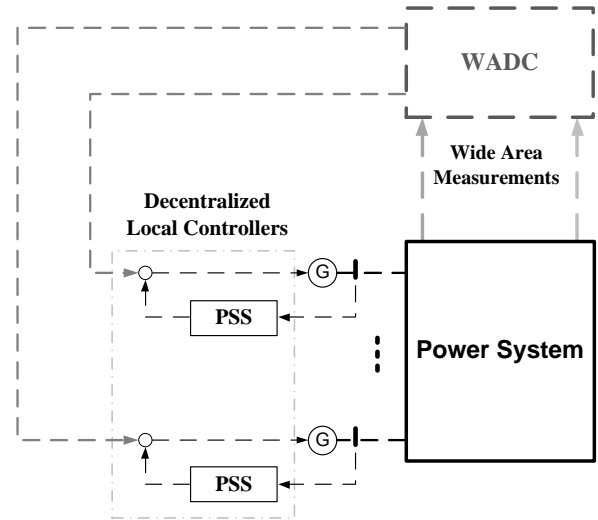 WADC
Wide Area
Measurements
Decentralized
Local Controllers
G
PSS
Power System
G
PSS